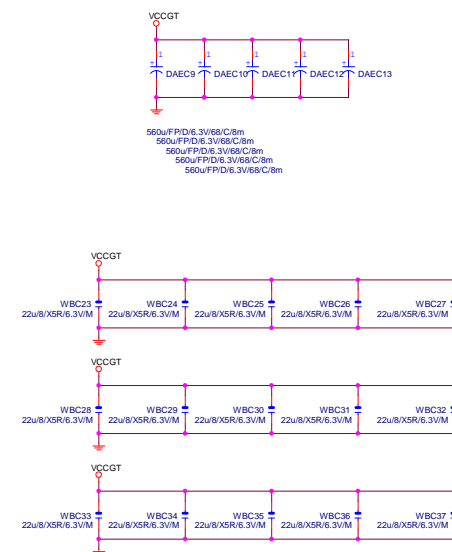 VCCGT
1 1 1 1 1
+ + + + +
DAEC9 DAEC10 DAEC11 DAEC12 DAEC13
560u/FP/D/6.3V/68/C/8m
560u/FP/D/6.3V/68/C/8m
560u/FP/D/6.3V/68/C/8m
560u/FP/D/6.3V/68/C/8m
560u/FP/D/6.3V/68/C/8m
VCCGT
WBC23 WBC24 WBC25 WBC26 WBC27
22u/8/X5R/6.3V/M 22u/8/X5R/6.3V/M 22u/8/X5R/6.3V/M 22u/8/X5R/6.3V/M 22u/8/X5R/6.3V/M
VCCGT
WBC28 WBC29 WBC30 WBC31 WBC32
22u/8/X5R/6.3V/M 22u/8/X5R/6.3V/M 22u/8/X5R/6.3V/M 22u/8/X5R/6.3V/M 22u/8/X5R/6.3V/M
VCCGT
WBC33 WBC34 WBC35 WBC36 WBC37
22u/8/X5R/6.3V/M 22u/8/X5R/6.3V/M 22u/8/X5R/6.3V/M 22u/8/X5R/6.3V/M 22u/8/X5R/6.3V/M